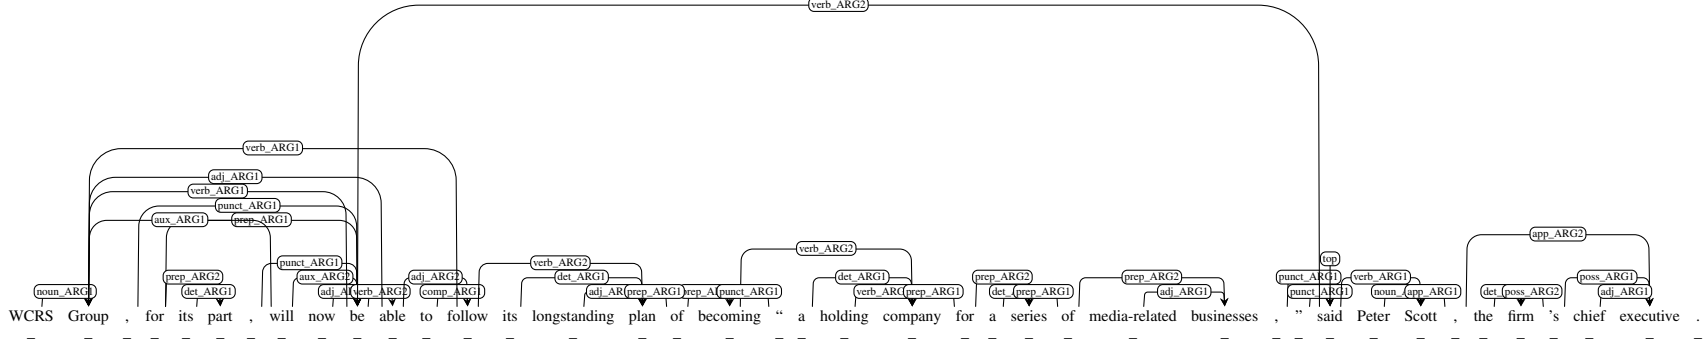 verb_ARG2
verb_ARG1
adj_ARG1
verb_ARG1
punct_ARG1
aux_ARG1 prep_ARG1
app_ARG2
verb_ARG2
top
punct_ARG1 verb_ARG2
prep_ARG2 aux_ARG2 adj_ARG2 det_ARG1 det_ARG1 prep_ARG2 prep_ARG2 punct_ARG1 verb_ARG1 poss_ARG1
noun_ARG1 det_ARG1 verb_ARG2 comp_ARG1 prep_ARG1 punct_ARG1 prep_ARG1 prep_ARG1 adj_ARG1 punct_ARG1 app_ARG1 poss_ARG2 adj_ARG1
WCRS Group , for its part , will now be able to follow its longstanding plan of becoming “ a holding company for a series of media-related businesses , ” said Peter Scott , the firm 's chief executive .